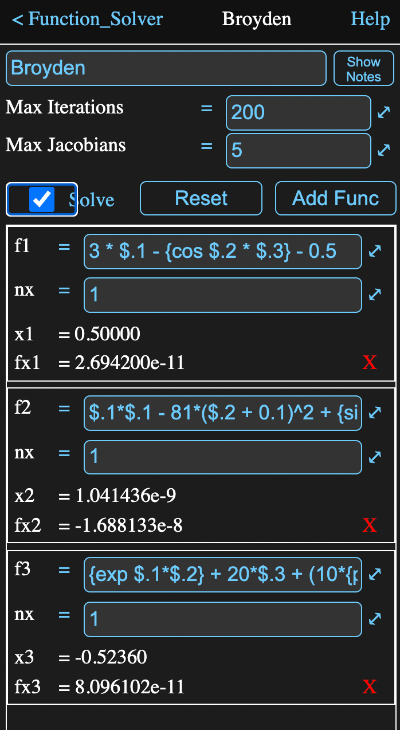 < Function_Solver Broyden Help
Broyden Show Notes
Max Iterations = 200
Max Jacobians = 5
Solve Reset Add Func
f1 = 3 * $.1 - {cos $.2 * $.3} - 0.5
nx = 1
x1 = 0.50000
fx1 = 2.694200e-11 X
f2 = $.1*$.1 - 81*($.2 + 0.1)^2 + {si
nx = 1
x2 = 1.041436e-9
fx2 = -1.688133e-8 X
f3 = {exp $.1*$.2} + 20*$.3 + (10*{p
nx = 1
x3 = -0.52360
fx3 = 8.096102e-11 X